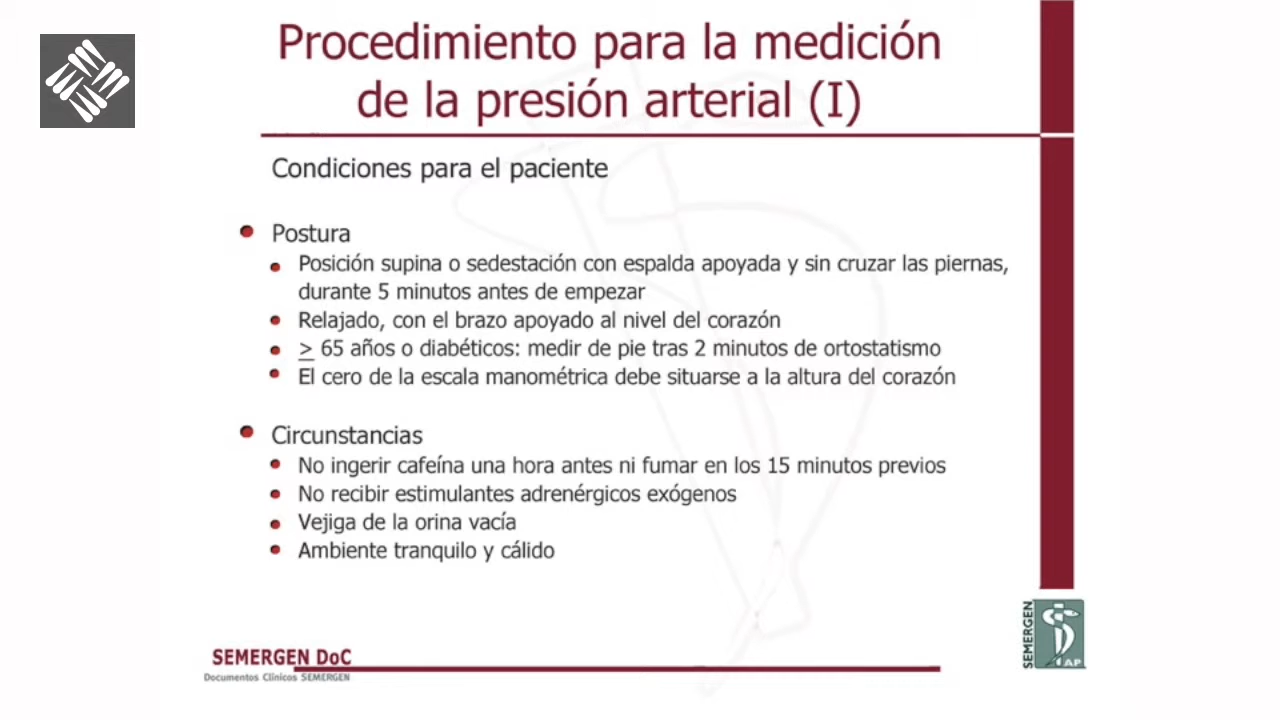 Procedimiento para la medición
de la presión arterial (I)
Condiciones para el paciente
Postura
Posición supina o sedestación con espalda apoyada y sin cruzar las piernas,
durante 5 minutos antes de empezar
Relajado, con el brazo apoyado al nivel del corazón
≥ 65 años o diabéticos: medir de pie tras 2 minutos de ortostatismo
El cero de la escala manométrica debe situarse a la altura del corazón
Circunstancias
No ingerir cafeína una hora antes ni fumar en los 15 minutos previos
No recibir estimulantes adrenérgicos exógenos
Vejiga de la orina vacía
Ambiente tranquilo y cálido
SEMERGEN DoC
Documentos Clínicos SEMERGEN
SEMERGEN
AP